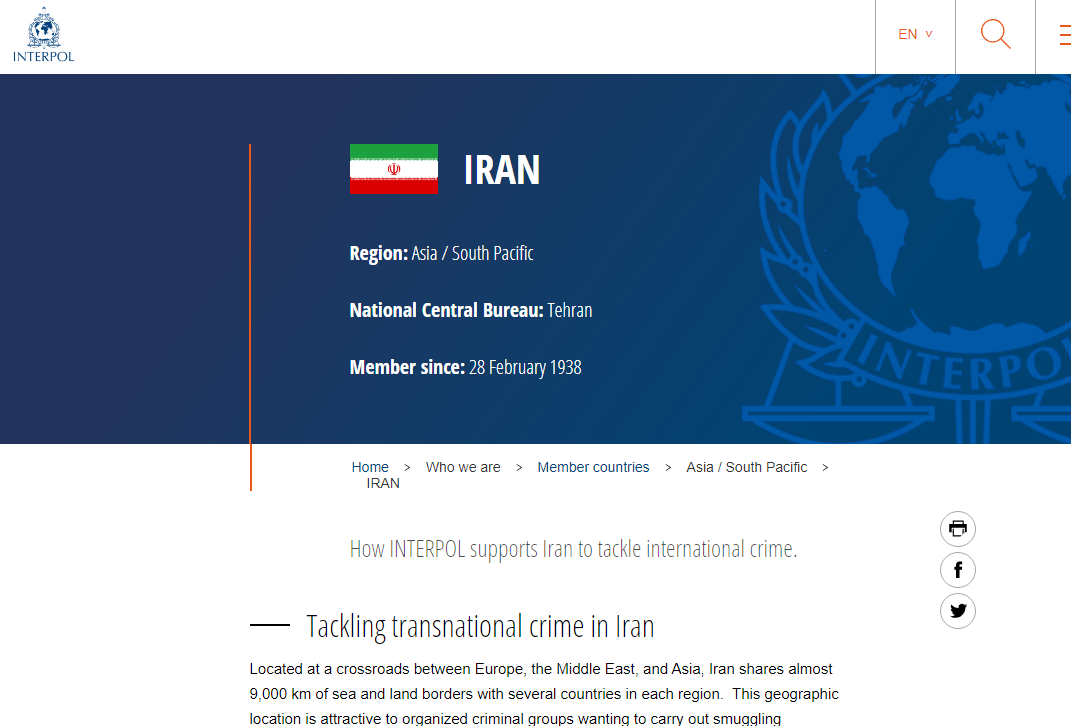 INTERPOL
EN
IRAN
Region: Asia / South Pacific
National Central Bureau: Tehran
Member since: 28 February 1938
INTERPOL
Home > Who we are > Member countries > Asia / South Pacific >
IRAN
How INTERPOL supports Iran to tackle international crime.
Tackling transnational crime in Iran
Located at a crossroads between Europe, the Middle East, and Asia, Iran shares almost
9,000 km of sea and land borders with several countries in each region. This geographic
location is attractive to organized criminal groups wanting to carry out smuggling